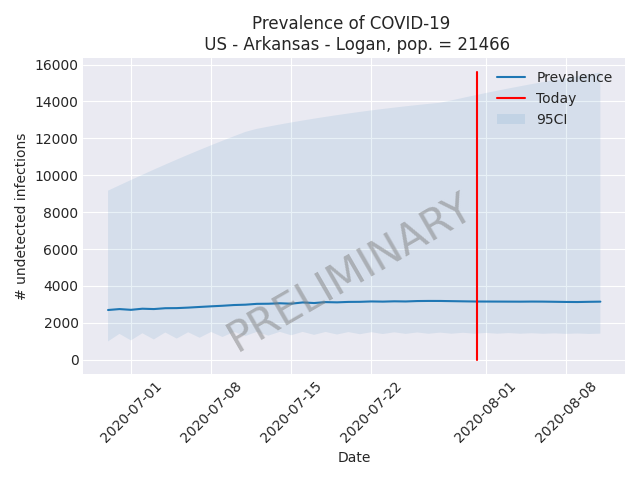 Prevalence of COVID-19
US - Arkansas - Logan, pop. = 21466
16000
14000
12000
10000
8000
6000
4000
2000
0
# undetected infections
Prevalence
Today
95CI
PRELIMINARY
2020-07-01
2020-07-08
2020-07-15
2020-07-22
2020-08-01
2020-08-08
Date